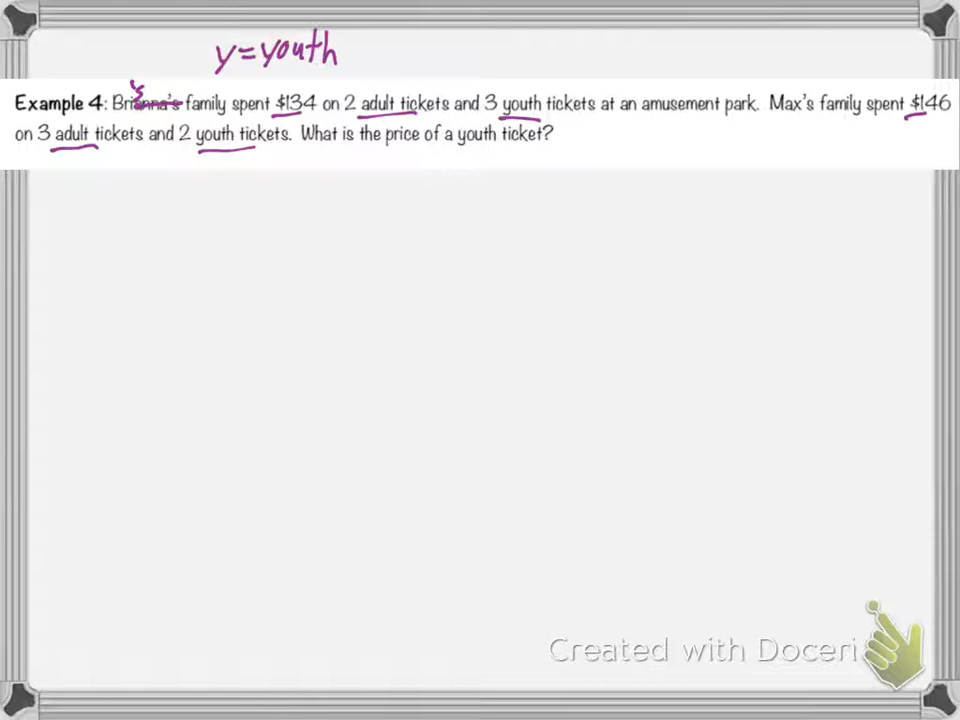 y = youth
's
Example 4: Brianna's family spent $134 on 2 adult tickets and 3 youth tickets at an amusement park. Max's family spent $146
on 3 adult tickets and 2 youth tickets. What is the price of a youth ticket?
Created with Doceri